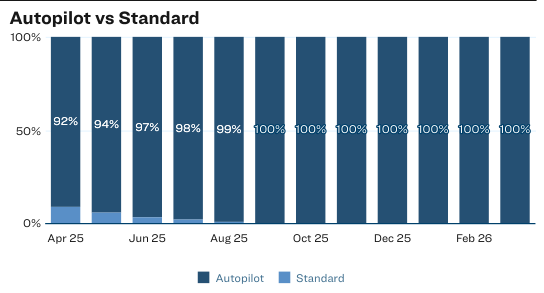 Autopilot vs Standard
100%
92% 94% 97% 98% 99% 100% 100% 100% 100% 100% 100% 100%
50%
0%
Apr 25 Jun 25 Aug 25 Oct 25 Dec 25 Feb 26
Autopilot Standard